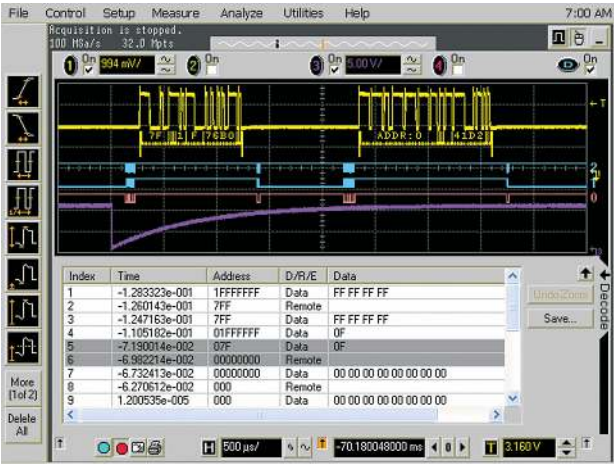 File Control Setup Measure Analyze Utilities Help 7:00 AM
Acquisition is stopped.
100 MSa/s 32.0 Mpts
1 On 994 mV/ 2 On 3 On 5.00 V/ 4 On D On
T
7F 1 F 76B0 ADDR:0 41D2
2
1
0
Index Time Address D/R/E Data
1 -1.283323e-001 1FFFFFFF Data FF FF FF FF
2 -1.260143e-001 7FF Remote
3 -1.247163e-001 7FF Data FF FF FF FF
4 -1.105182e-001 01FFFFFF Data 0F
5 -7.190014e-002 07F Data 0F
6 -6.982214e-002 00000000 Remote
7 -6.732413e-002 00000000 Data 00 00 00 00 00 00 00 00
8 -6.270612e-002 000 Remote
9 1.200535e-005 000 Data 00 00 00 00 00 00 00 00
Undo Zoom
Save...
Decode
More
(1of 2)
Delete
All
H 500 µs/ -70.180048000 ms 0 T 3.160 V